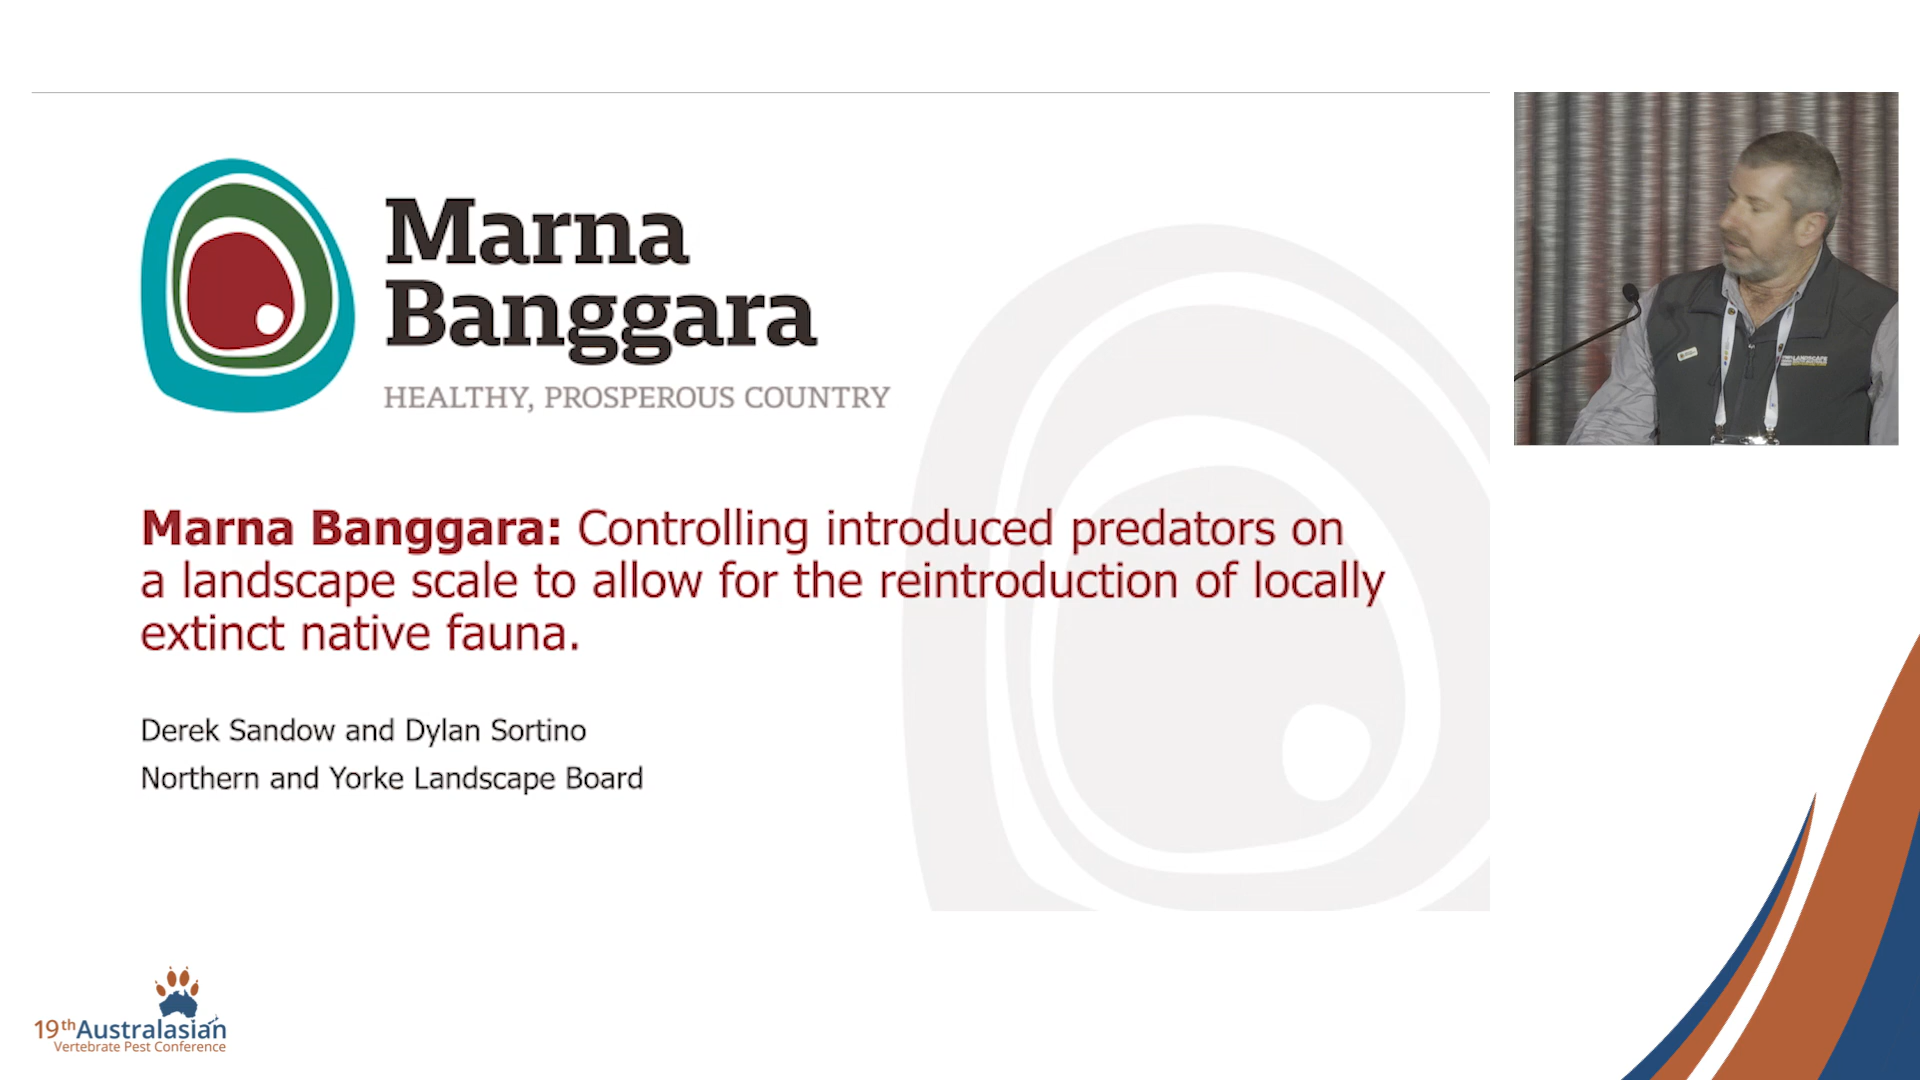 Marna
Banggara
HEALTHY, PROSPEROUS COUNTRY
Marna Banggara: Controlling introduced predators on
a landscape scale to allow for the reintroduction of locally
extinct native fauna.
Derek Sandow and Dylan Sortino
Northern and Yorke Landscape Board
LANDSCAPE
19th Australasian
Vertebrate Pest Conference